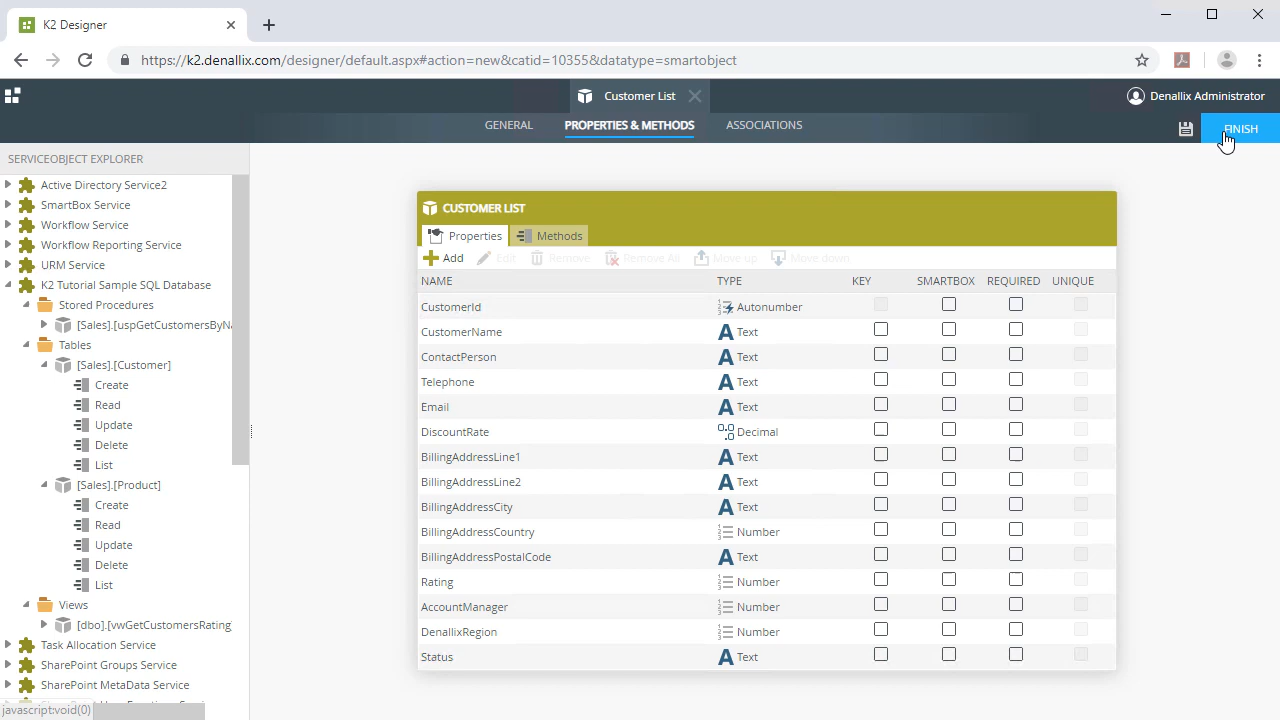 K2 Designer
https://k2.denallix.com/designer/default.aspx#action=new&catid=10355&datatype=smartobject
Customer List
Denallix Administrator
GENERAL
PROPERTIES & METHODS
ASSOCIATIONS
FINISH
SERVICEOBJECT EXPLORER
Active Directory Service2
SmartBox Service
Workflow Service
Workflow Reporting Service
URM Service
K2 Tutorial Sample SQL Database
Stored Procedures
[Sales].[uspGetCustomersByNa
Tables
[Sales].[Customer]
Create
Read
Update
Delete
List
[Sales].[Product]
Create
Read
Update
Delete
List
Views
[dbo].[vwGetCustomersRating
Task Allocation Service
SharePoint Groups Service
SharePoint MetaData Service
javascript:void(0)
CUSTOMER LIST
Properties
Methods
Add
Edit
Remove
Remove All
Move up
Move down
NAME TYPE KEY SMARTBOX REQUIRED UNIQUE
CustomerId Autonumber
CustomerName Text
ContactPerson Text
Telephone Text
Email Text
DiscountRate Decimal
BillingAddressLine1 Text
BillingAddressLine2 Text
BillingAddressCity Text
BillingAddressCountry Number
BillingAddressPostalCode Text
Rating Number
AccountManager Number
DenallixRegion Number
Status Text